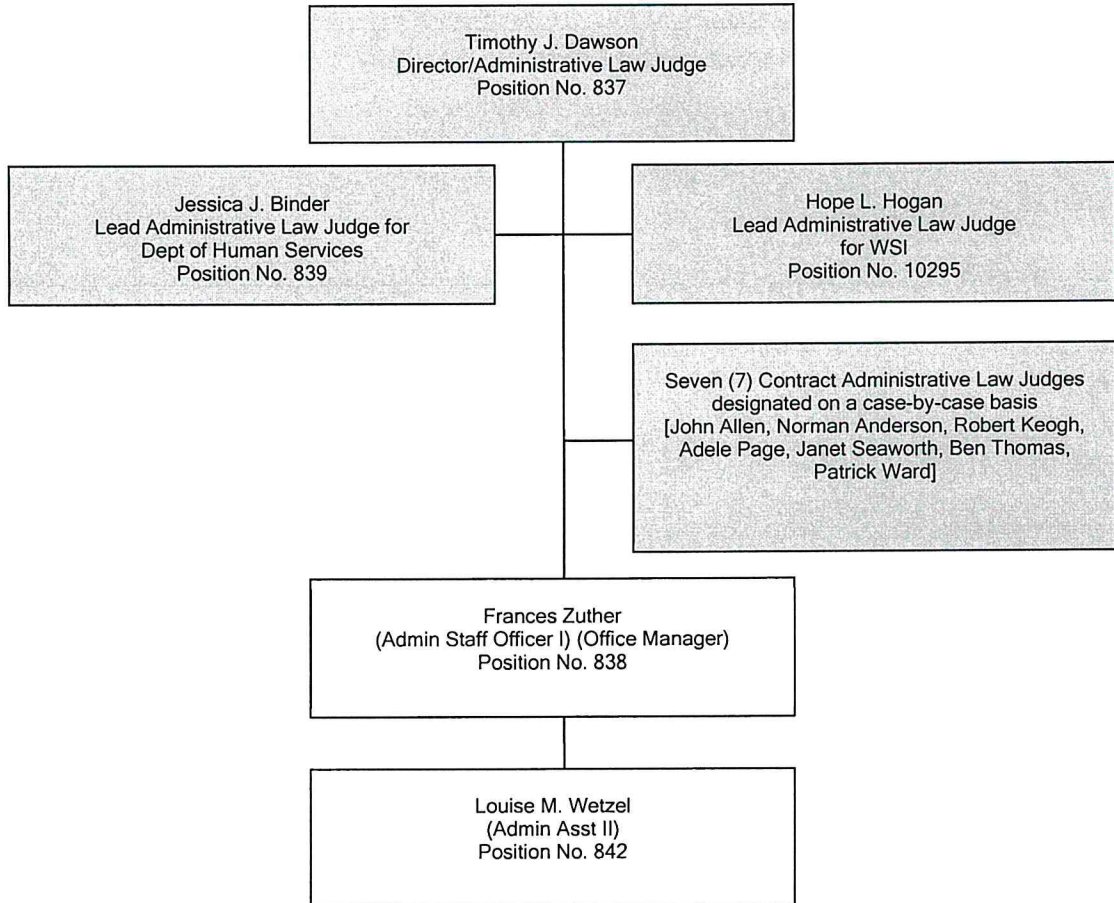 Timothy J. Dawson
Director/Administrative Law Judge
Position No. 837
Jessica J. Binder
Lead Administrative Law Judge for
Dept of Human Services
Position No. 839
Hope L. Hogan
Lead Administrative Law Judge
for WSI
Position No. 10295
Seven (7) Contract Administrative Law Judges
designated on a case-by-case basis
[John Allen, Norman Anderson, Robert Keogh,
Adele Page, Janet Seaworth, Ben Thomas,
Patrick Ward]
Frances Zuther
(Admin Staff Officer I) (Office Manager)
Position No. 838
Louise M. Wetzel
(Admin Asst II)
Position No. 842